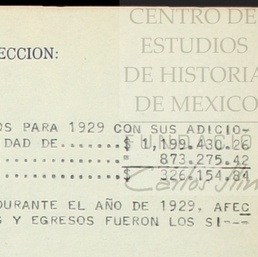 CENTRO DE
ESTUDIOS
DE HISTORIA
DE MEXICO
ECCION:
OS PARA 1929 CON SUS ADICIO-
DAD DE....... $ 1,199.430.26
............. = 873.275.42
............. $ 326.154.84
DURANTE EL AÑO DE 1929, AFEC
S Y EGRESOS FUERON LOS SI---